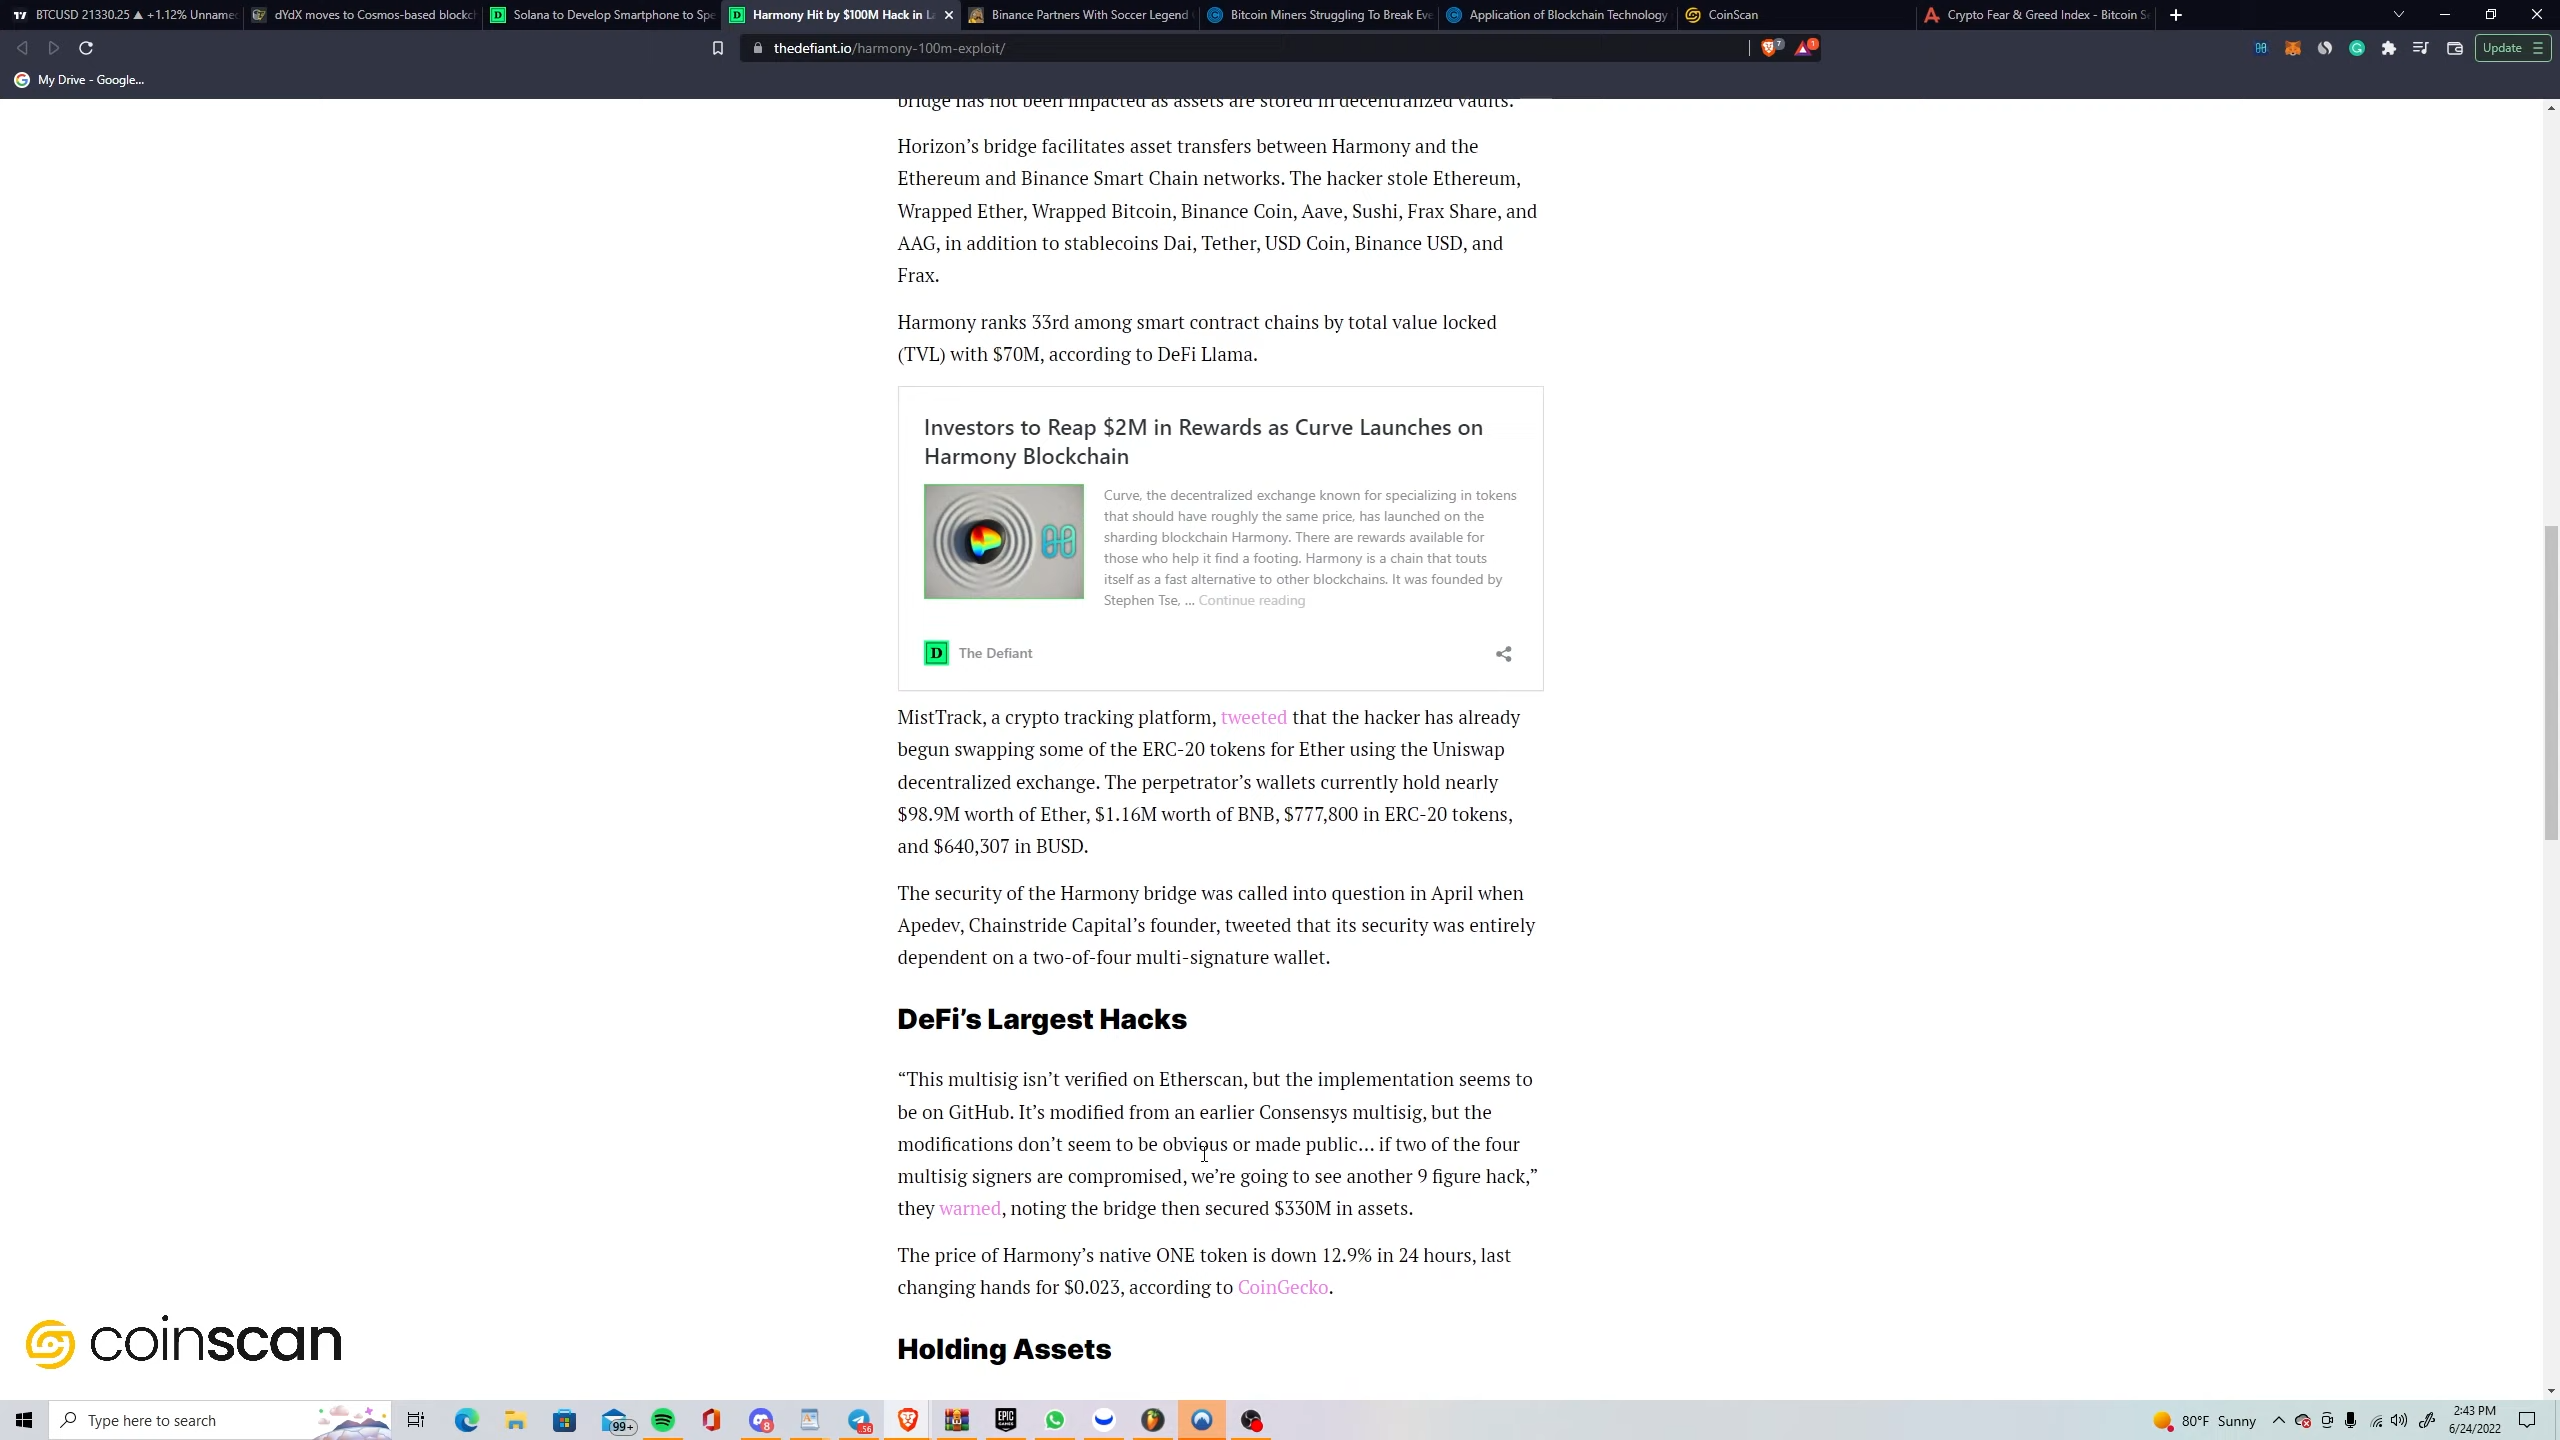 BTCUSD 21330.25 ▲ +1.12% Unnamed
dYdX moves to Cosmos-based blockch
Solana to Develop Smartphone to Spe
Harmony Hit by $100M Hack in La
Binance Partners With Soccer Legend
Bitcoin Miners Struggling To Break Eve
Application of Blockchain Technology
CoinScan
Crypto Fear & Greed Index - Bitcoin Se
thedefiant.io/harmony-100m-exploit/
7
1
Update
My Drive - Google...
bridge has not been impacted as assets are stored in decentralized vaults.
Horizon’s bridge facilitates asset transfers between Harmony and the
Ethereum and Binance Smart Chain networks. The hacker stole Ethereum,
Wrapped Ether, Wrapped Bitcoin, Binance Coin, Aave, Sushi, Frax Share, and
AAG, in addition to stablecoins Dai, Tether, USD Coin, Binance USD, and
Frax.
Harmony ranks 33rd among smart contract chains by total value locked
(TVL) with $70M, according to DeFi Llama.
Investors to Reap $2M in Rewards as Curve Launches on
Harmony Blockchain
Curve, the decentralized exchange known for specializing in tokens
that should have roughly the same price, has launched on the
sharding blockchain Harmony. There are rewards available for
those who help it find a footing. Harmony is a chain that touts
itself as a fast alternative to other blockchains. It was founded by
Stephen Tse, ... Continue reading
D The Defiant
MistTrack, a crypto tracking platform, tweeted that the hacker has already
begun swapping some of the ERC-20 tokens for Ether using the Uniswap
decentralized exchange. The perpetrator’s wallets currently hold nearly
$98.9M worth of Ether, $1.16M worth of BNB, $777,800 in ERC-20 tokens,
and $640,307 in BUSD.
The security of the Harmony bridge was called into question in April when
Apedev, Chainstride Capital’s founder, tweeted that its security was entirely
dependent on a two-of-four multi-signature wallet.
DeFi’s Largest Hacks
“This multisig isn’t verified on Etherscan, but the implementation seems to
be on GitHub. It’s modified from an earlier Consensys multisig, but the
modifications don’t seem to be obvious or made public… if two of the four
multisig signers are compromised, we’re going to see another 9 figure hack,”
they warned, noting the bridge then secured $330M in assets.
The price of Harmony’s native ONE token is down 12.9% in 24 hours, last
changing hands for $0.023, according to CoinGecko.
Holding Assets
coinscan
Type here to search
99+
8
56
EPIC GAMES
80°F Sunny
2:43 PM
6/24/2022